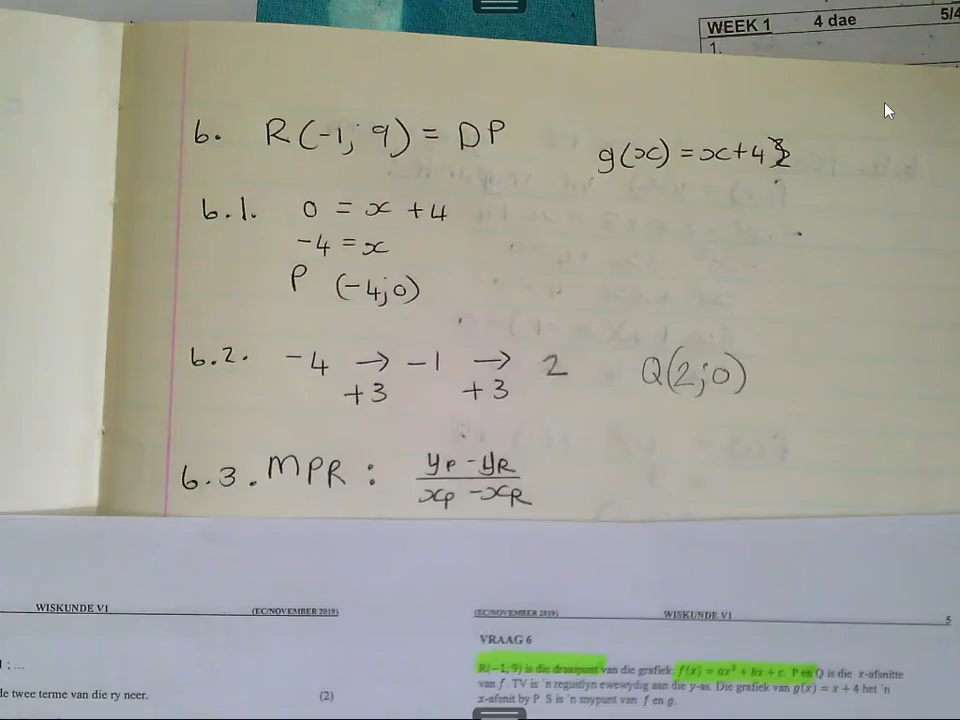 WEEK 1 4 dae 5/4
1.
6. R(-1; 9) = DP
g(x) = x+4
6.1. 0 = x + 4
-4 = x
P (-4;0)
6.2. -4 → -1 → 2 Q(2;0)
+3 +3
6.3. MPR : yP - yR
xP - xR
WISKUNDE V1 (EC/NOVEMBER 2019)
: ...
de twee terme van die ry neer. (2)
(EC/NOVEMBER 2019) WISKUNDE V1 5
VRAAG 6
R(−1; 9) is die draaipunt van die grafiek: f(x) = ax² + bx + c. P en Q is die x-afsnitte
van f. TV is 'n reguitlyn ewewydig aan die y-as. Die grafiek van g(x) = x + 4 het 'n
x-afsnit by P. S is 'n snypunt van f en g.